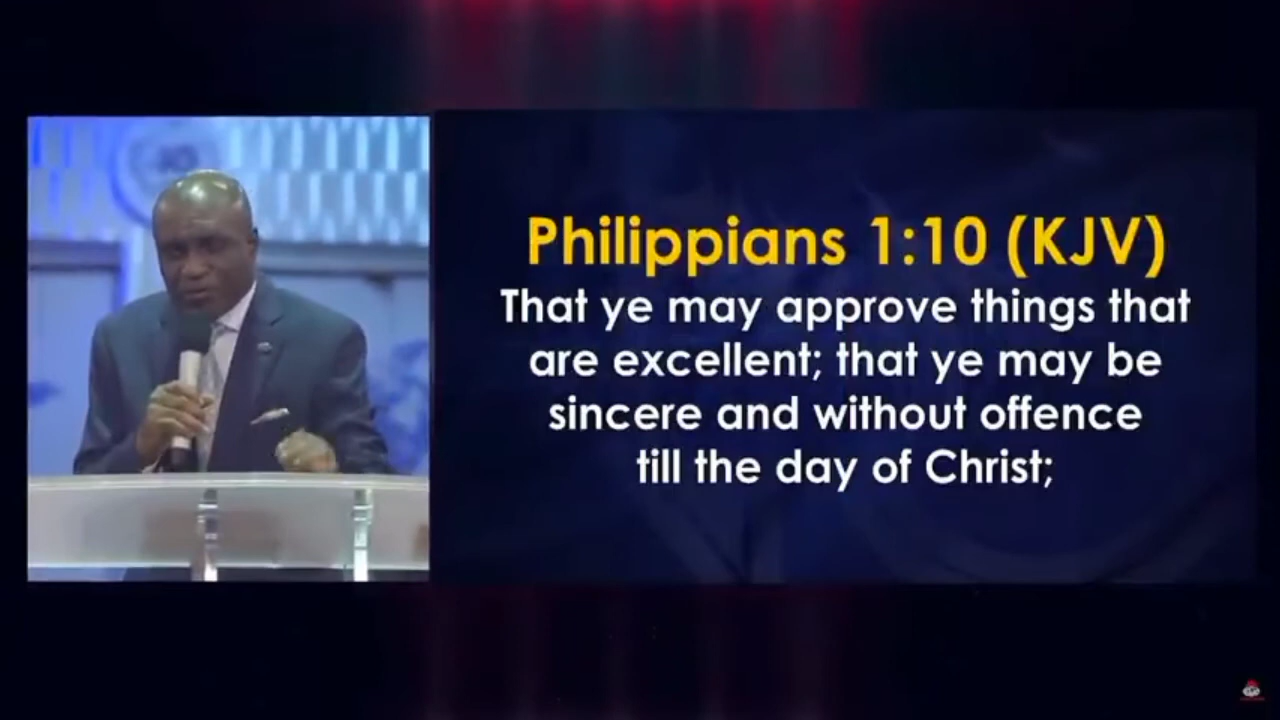 Philippians 1:10 (KJV)
That ye may approve things that
are excellent; that ye may be
sincere and without offence
till the day of Christ;